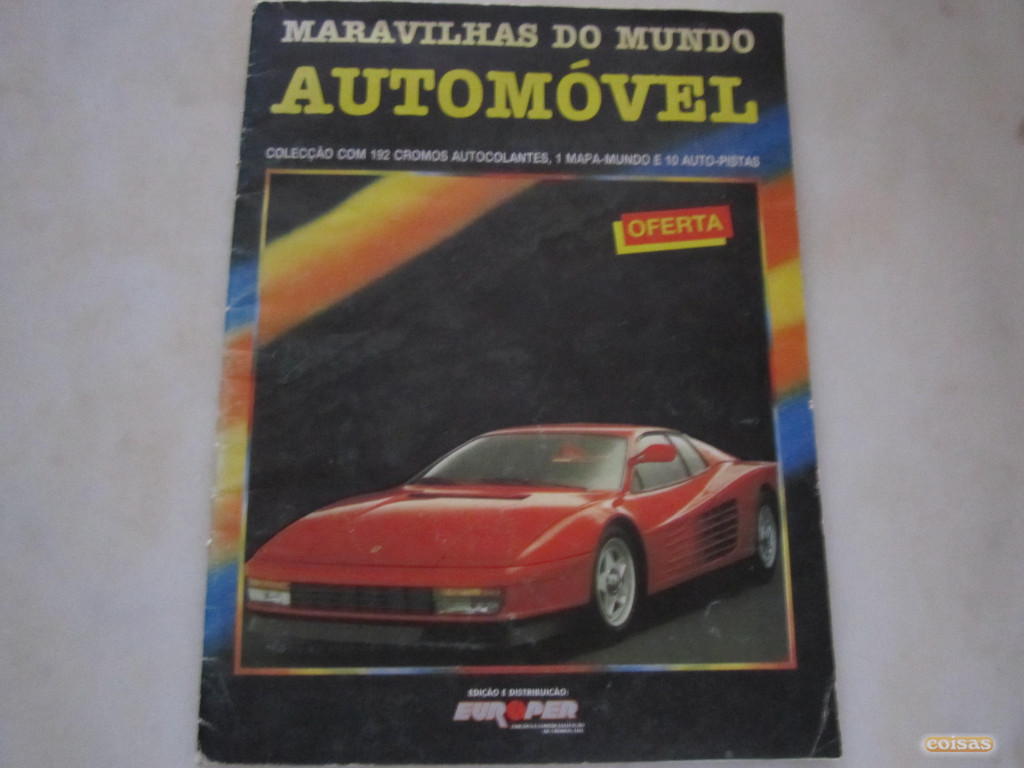 MARAVILHAS DO MUNDO
AUTOMÓVEL
COLECÇÃO COM 192 CROMOS AUTOCOLANTES, 1 MAPA-MUNDO E 10 AUTO-PISTAS
OFERTA
EDIÇÃO E DISTRIBUIÇÃO:
EUROPER
coisas